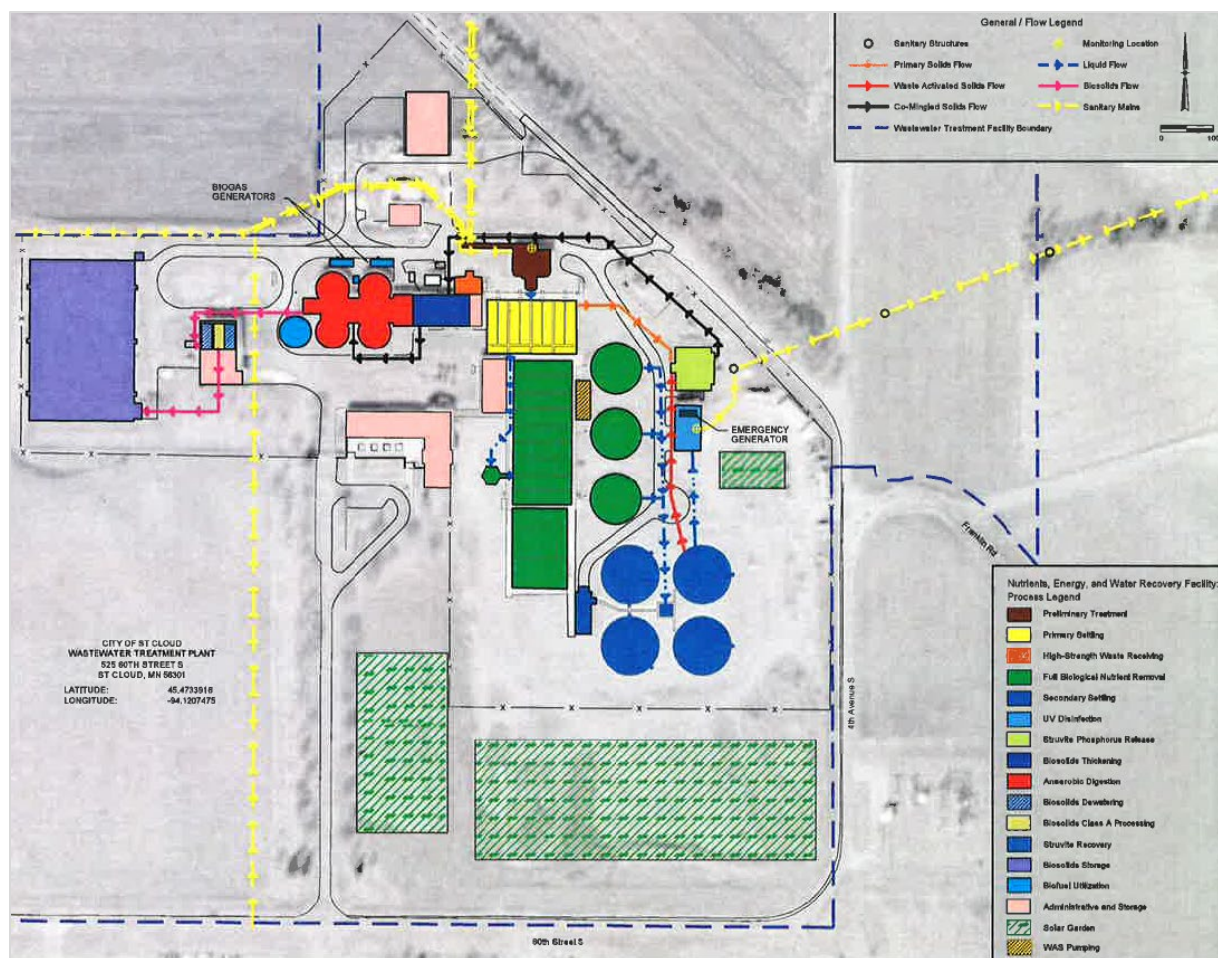 General / Flow Legend
Sanitary Structures
Monitoring Location
Primary Solids Flow
Liquid Flow
Waste Activated Solids Flow
Biosolids Flow
Co-Mingled Solids Flow
Sanitary Mains
Wastewater Treatment Facility Boundary
0
100
BIOGAS
GENERATORS
EMERGENCY
GENERATOR
Franklin Rd
4th Avenue S
CITY OF ST CLOUD
WASTEWATER TREATMENT PLANT
525 60TH STREET S
ST CLOUD, MN 56301
LATITUDE: 45.4733916
LONGITUDE: -94.1207475
60th Street S
Nutrients, Energy, and Water Recovery Facility:
Process Legend
Preliminary Treatment
Primary Settling
High-Strength Waste Receiving
Full Biological Nutrient Removal
Secondary Settling
UV Disinfection
Struvite Phosphorus Release
Biosolids Thickening
Anaerobic Digestion
Biosolids Dewatering
Biosolids Class A Processing
Struvite Recovery
Biosolids Storage
Biofuel Utilization
Administrative and Storage
Solar Garden
WAS Pumping